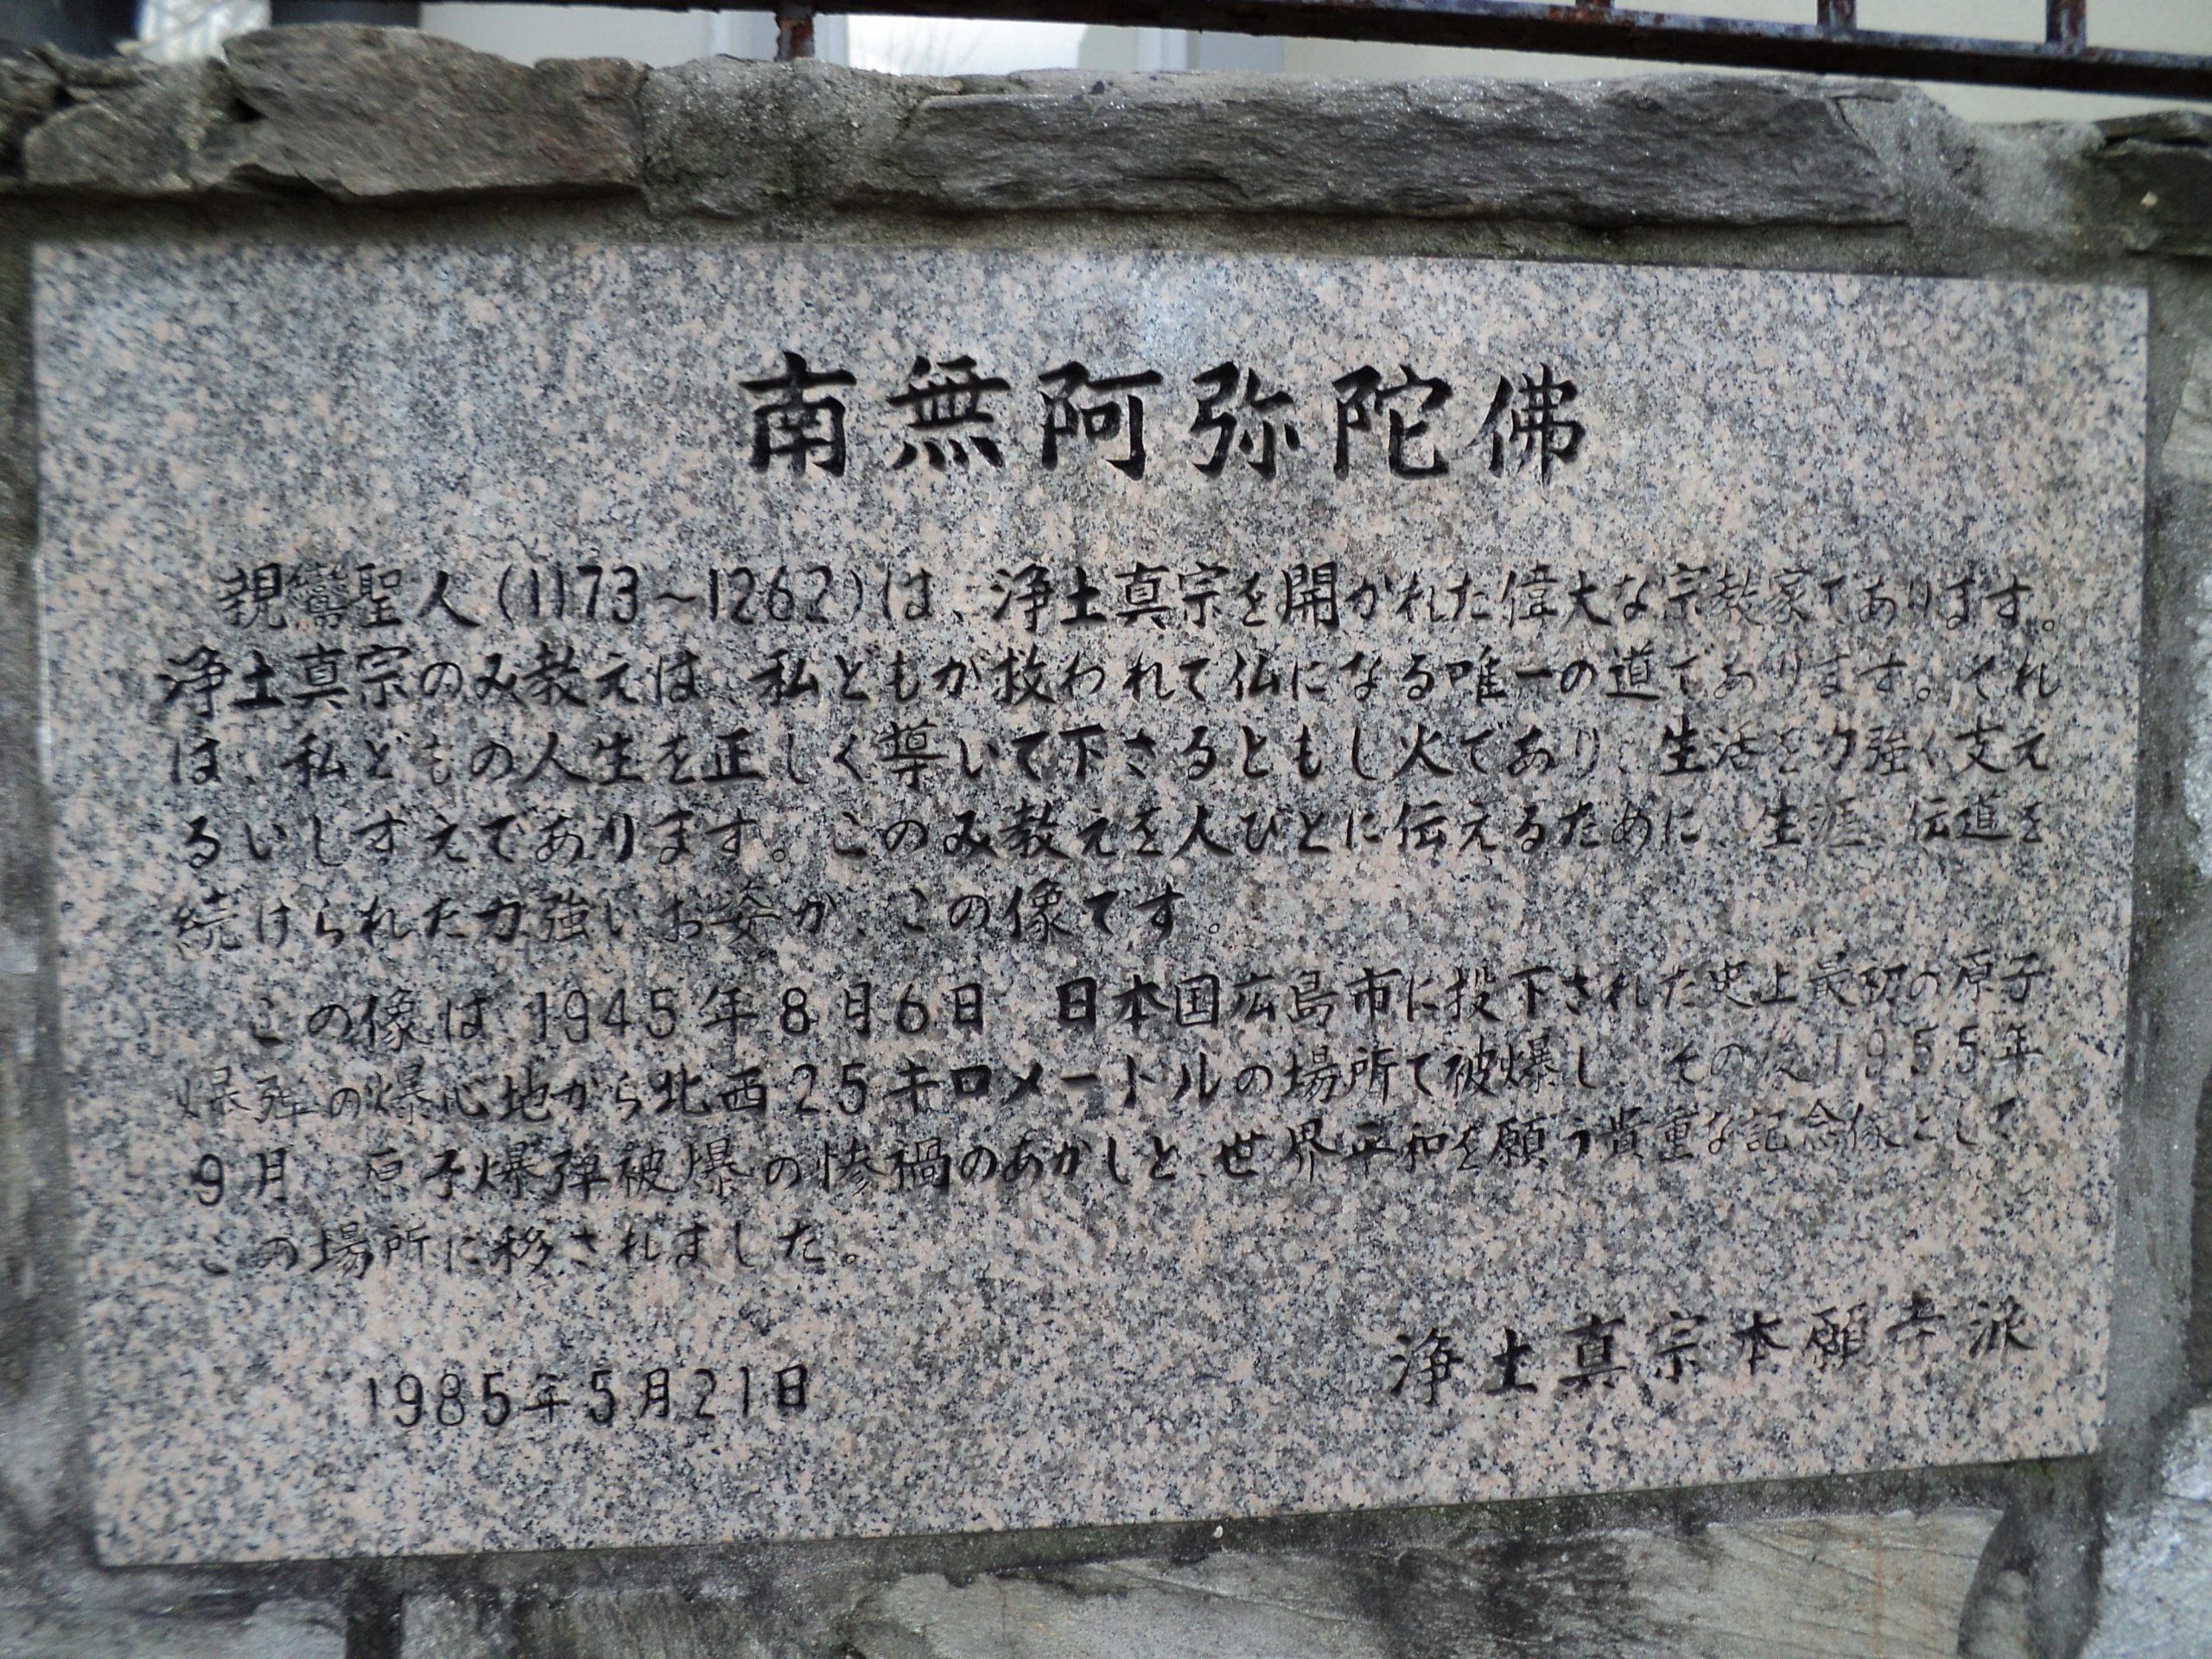 南無阿弥陀佛
親鸞聖人(1173～1262)は、浄土真宗を開かれた偉大な宗教家であります。
浄土真宗のみ教えは、私どもが救われて仏になる唯一の道であります。それ
は、私どもの人生を正しく導いて下さるともし火であり、生活を力強く支え
るいしずえであります。このみ教えを人びとに伝えるために、生涯、伝道を
続けられた力強いお姿が、この像です。
この像は、1945年8月6日、日本国広島市に投下された史上最初の原子
爆弾の爆心地から北西2.5キロメートルの場所で被爆し、その後、1955年
9月、原子爆弾被爆の惨禍のあかしと、世界平和を願う貴重な記念像として、
この場所に移されました。
浄土真宗本願寺派
1985年5月21日